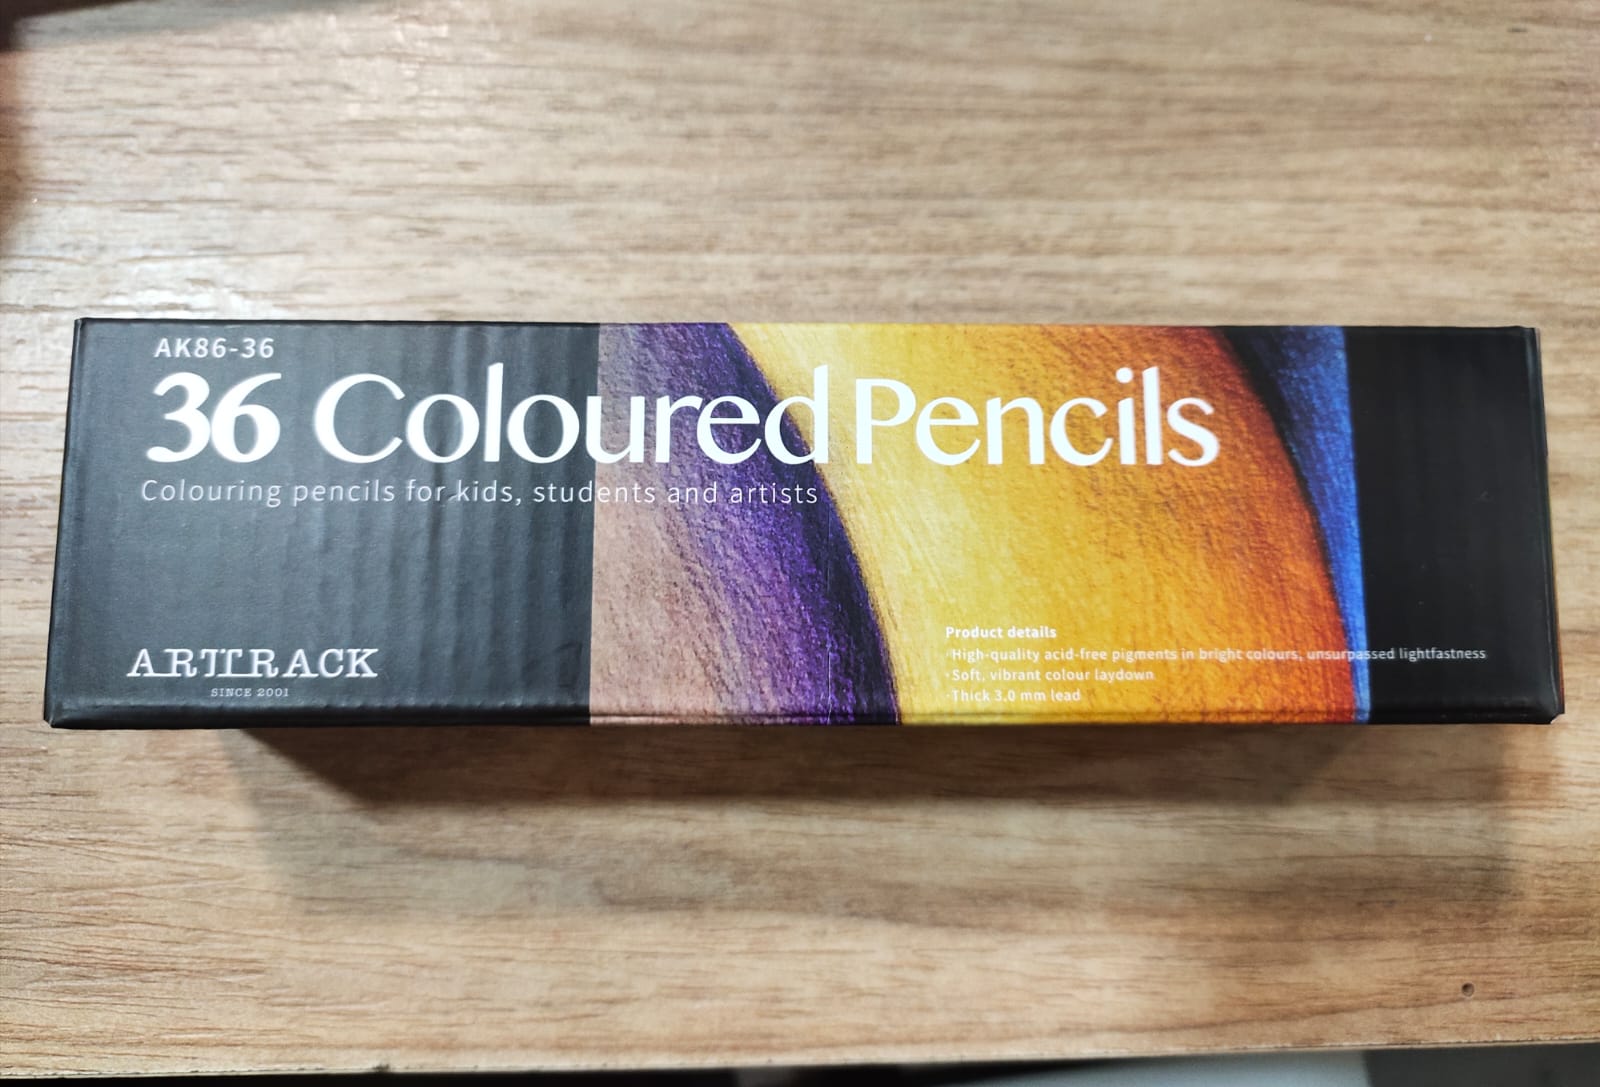 AK86-36
36 Coloured Pencils
Colouring pencils for kids, students and artists
ARTTRACK
SINCE 2001
Product details
·High-quality acid-free pigments in bright colours, unsurpassed lightfastness
·Soft, vibrant colour laydown
·Thick 3.0 mm lead